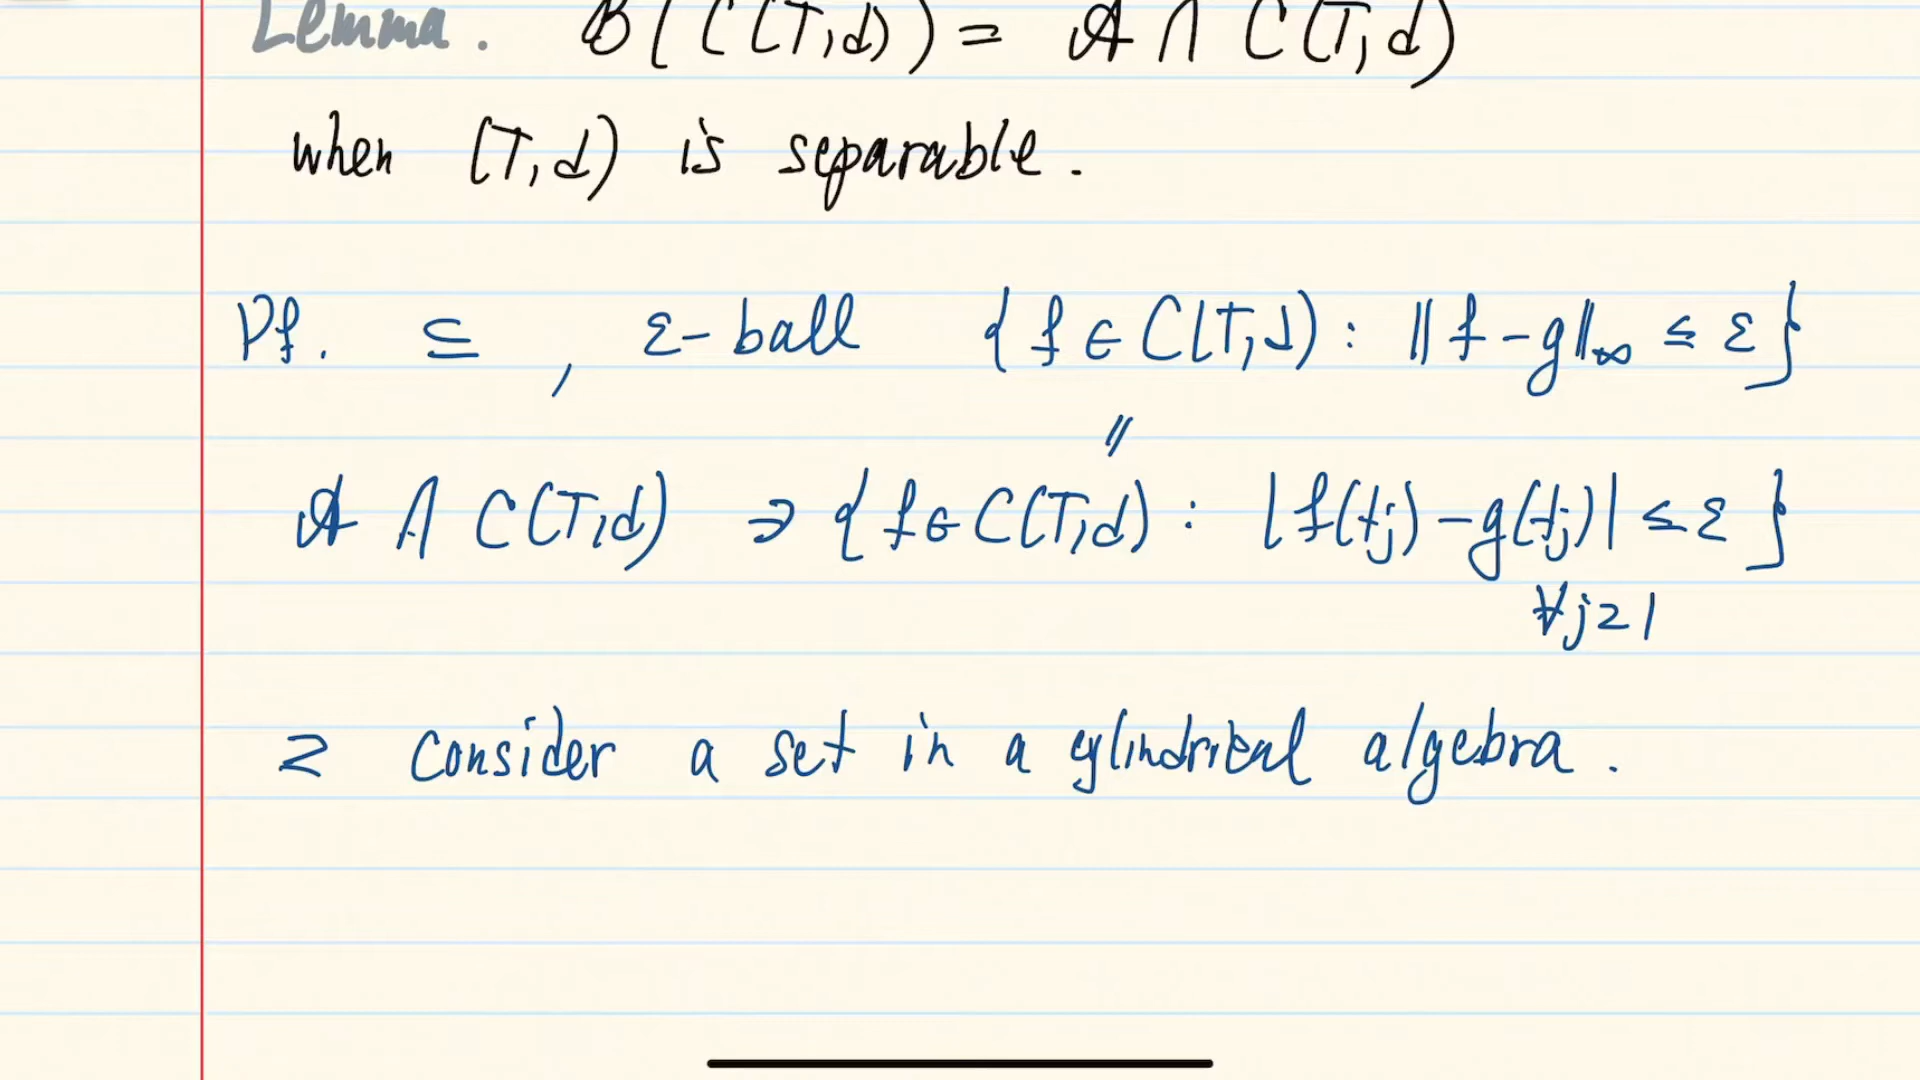 Lemma. B(C(T,d)) = A ∩ C(T,d)
when (T,d) is separable.
Pf. ⊆, ε-ball {f ∈ C(T,d): ‖f-g‖∞ ≤ ε}
॥
A ∩ C(T,d) ∋ {f ∈ C(T,d): |f(tj)-g(tj)| ≤ ε}
∀j≥1
⊇ consider a set in a cylindrical algebra.